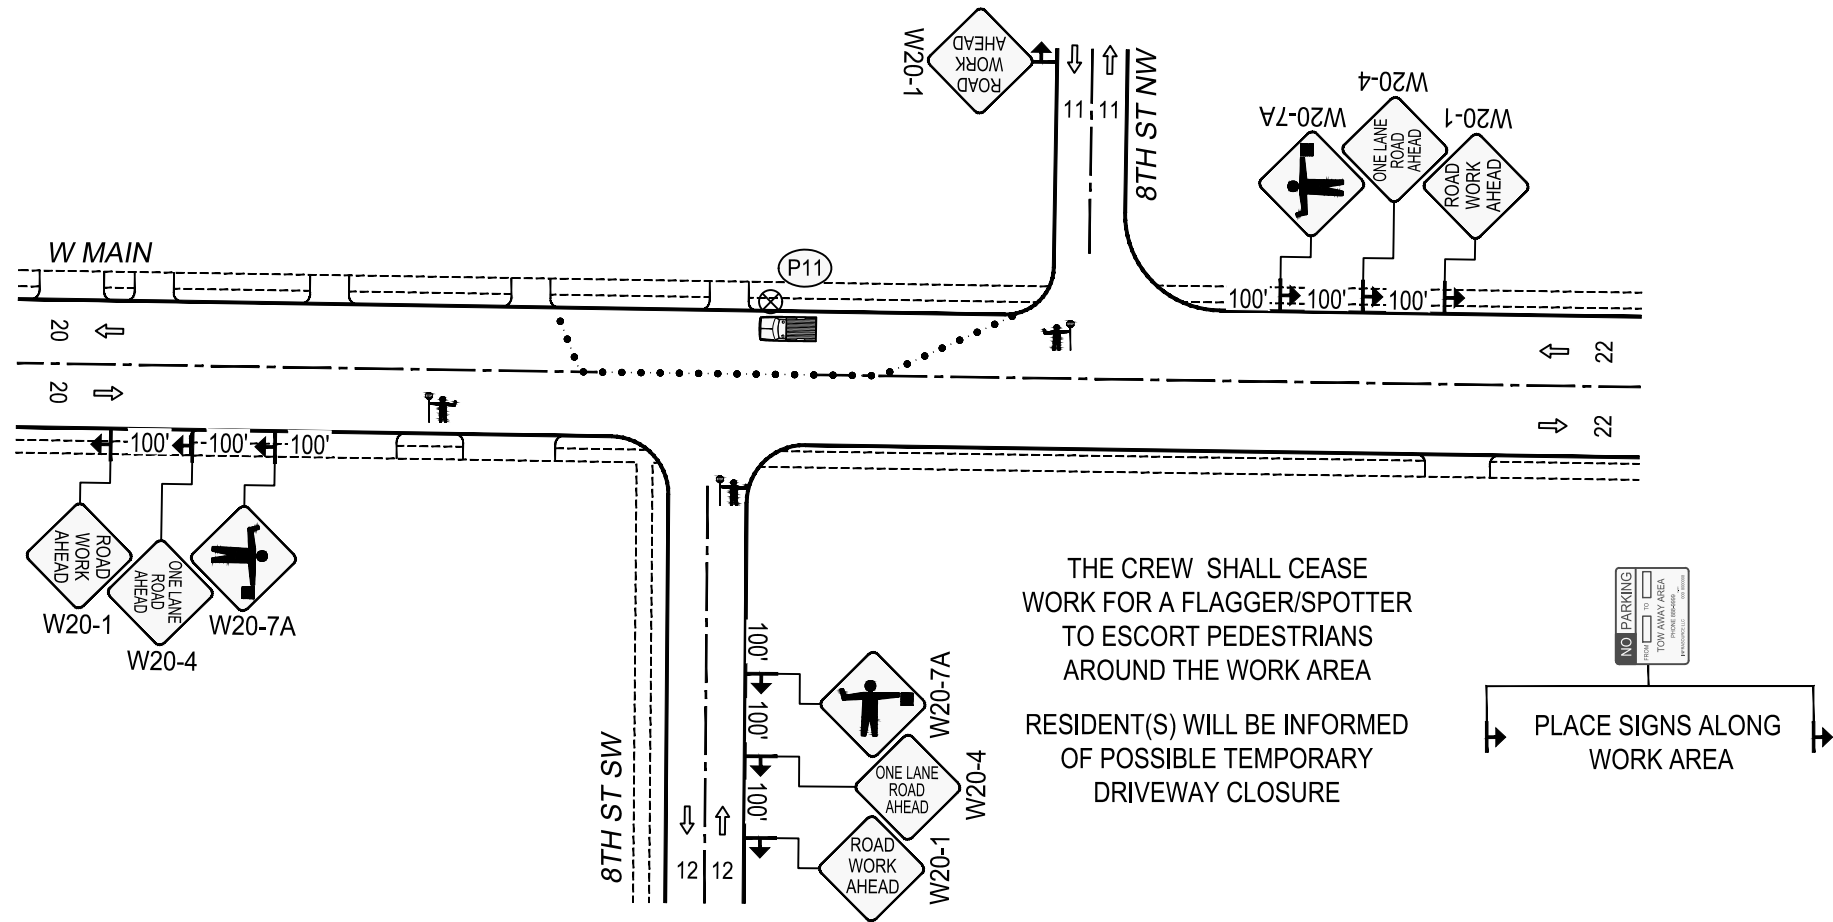 W20-1
ROAD
WORK
AHEAD
11
11
8TH ST NW
W20-7A
W20-4
ONE LANE
ROAD
AHEAD
W20-1
ROAD
WORK
AHEAD
100'
100'
100'
W MAIN
P11
20
20
22
22
100'
100'
100'
ROAD
WORK
AHEAD
W20-1
ONE LANE
ROAD
AHEAD
W20-4
W20-7A
8TH ST SW
12
12
100'
100'
100'
W20-7A
ONE LANE
ROAD
AHEAD
W20-4
ROAD
WORK
AHEAD
W20-1
THE CREW SHALL CEASE
WORK FOR A FLAGGER/SPOTTER
TO ESCORT PEDESTRIANS
AROUND THE WORK AREA
RESIDENT(S) WILL BE INFORMED
OF POSSIBLE TEMPORARY
DRIVEWAY CLOSURE
NO PARKING
FROM TO
TOW AWAY AREA
PLACE SIGNS ALONG
WORK AREA